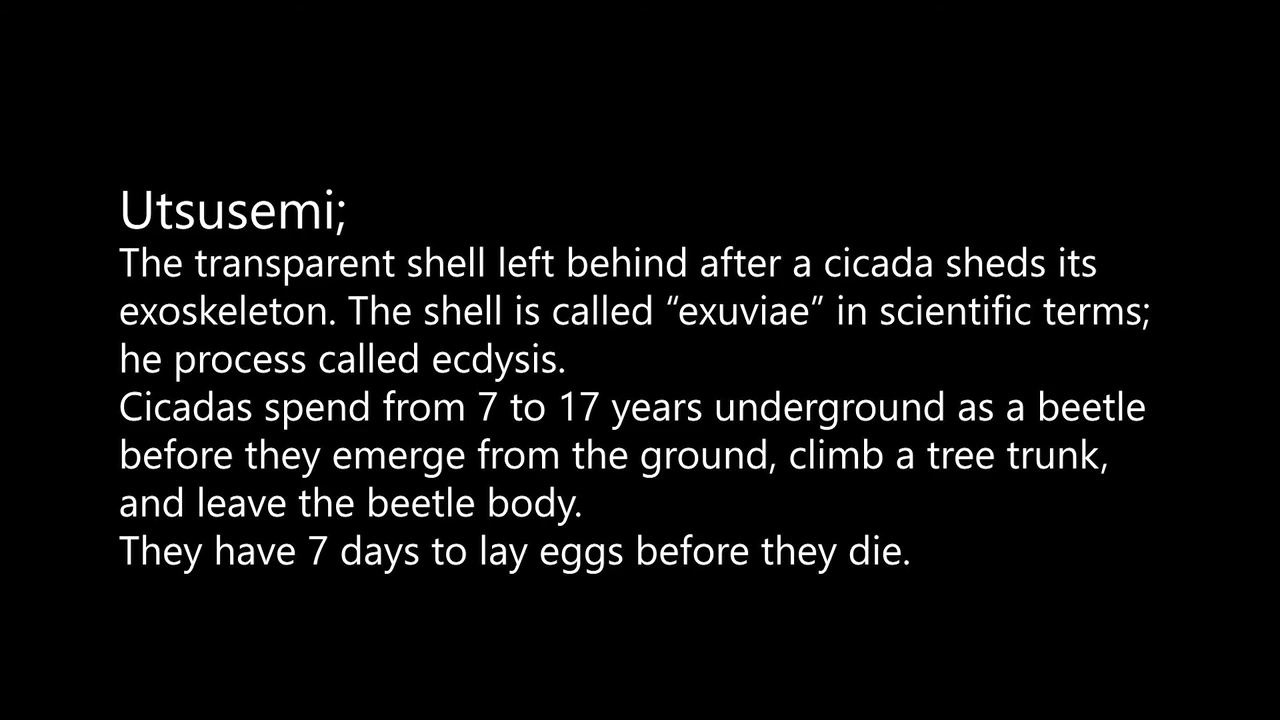 Utsusemi;
The transparent shell left behind after a cicada sheds its
exoskeleton. The shell is called “exuviae” in scientific terms;
he process called ecdysis.
Cicadas spend from 7 to 17 years underground as a beetle
before they emerge from the ground, climb a tree trunk,
and leave the beetle body.
They have 7 days to lay eggs before they die.